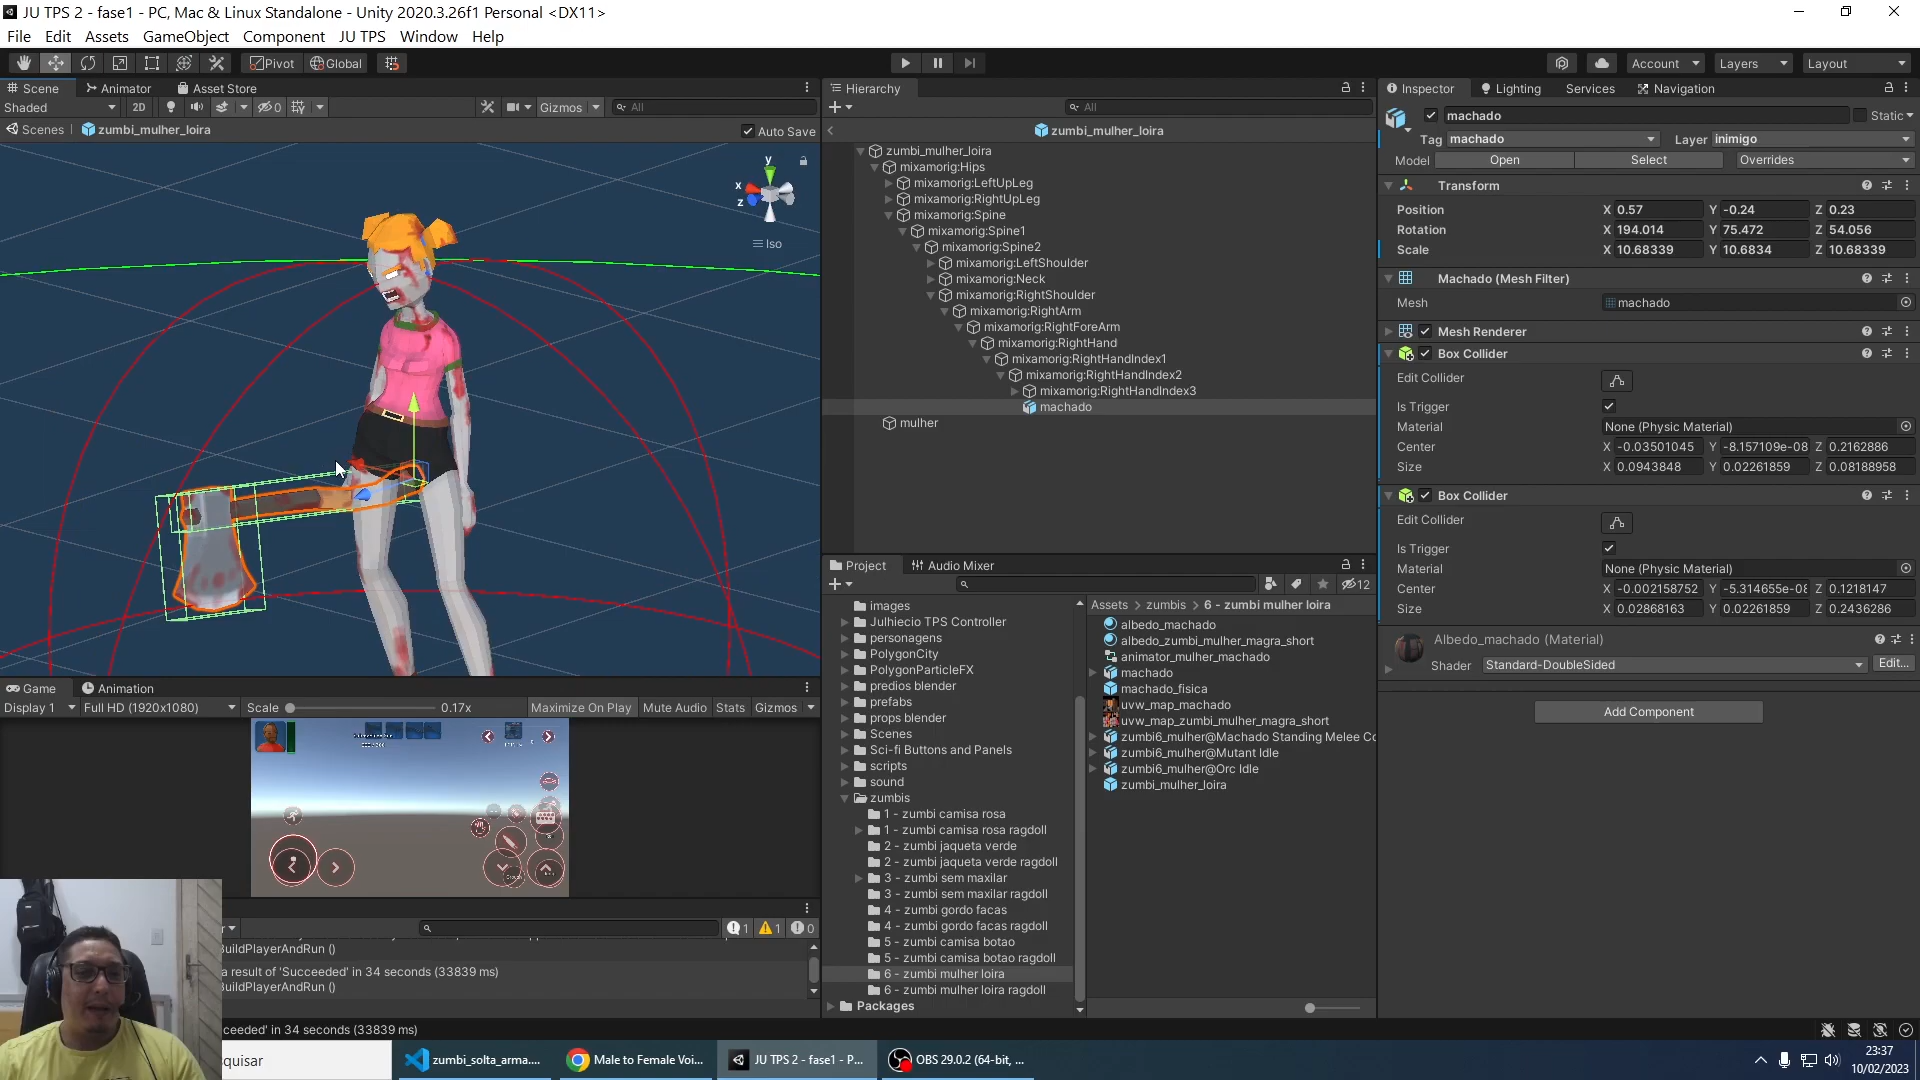 JU TPS 2 - fase1 - PC, Mac & Linux Standalone - Unity 2020.3.26f1 Personal <DX11>
File Edit Assets GameObject Component JU TPS Window Help
Pivot Global Account Layers Layout
Scene Animator Asset Store
Shaded 2D 0 Gizmos All
Scenes zumbi_mulher_loira Auto Save
y
x
z
Iso
Game Animation
Display 1 Full HD (1920x1080) Scale 0.17x Maximize On Play Mute Audio Stats Gizmos
1 1 0
BuildPlayerAndRun ()
a result of 'Succeeded' in 34 seconds (33839 ms)
BuildPlayerAndRun ()
ceeded' in 34 seconds (33839 ms)
Hierarchy
All
zumbi_mulher_loira
zumbi_mulher_loira
mixamorig:Hips
mixamorig:LeftUpLeg
mixamorig:RightUpLeg
mixamorig:Spine
mixamorig:Spine1
mixamorig:Spine2
mixamorig:LeftShoulder
mixamorig:Neck
mixamorig:RightShoulder
mixamorig:RightArm
mixamorig:RightForeArm
mixamorig:RightHand
mixamorig:RightHandIndex1
mixamorig:RightHandIndex2
mixamorig:RightHandIndex3
machado
mulher
Project Audio Mixer
12
images
Julhiecio TPS Controller
personagens
PolygonCity
PolygonParticleFX
predios blender
prefabs
props blender
Scenes
Sci-fi Buttons and Panels
scripts
sound
zumbis
1 - zumbi camisa rosa
1 - zumbi camisa rosa ragdoll
2 - zumbi jaqueta verde
2 - zumbi jaqueta verde ragdoll
3 - zumbi sem maxilar
3 - zumbi sem maxilar ragdoll
4 - zumbi gordo facas
4 - zumbi gordo facas ragdoll
5 - zumbi camisa botao
5 - zumbi camisa botao ragdoll
6 - zumbi mulher loira
6 - zumbi mulher loira ragdoll
Packages
Assets > zumbis > 6 - zumbi mulher loira
albedo_machado
albedo_zumbi_mulher_magra_short
animator_mulher_machado
machado
machado_fisica
uvw_map_machado
uvw_map_zumbi_mulher_magra_short
zumbi6_mulher@Machado Standing Melee Co
zumbi6_mulher@Mutant Idle
zumbi6_mulher@Orc Idle
zumbi_mulher_loira
Inspector Lighting Services Navigation
machado Static
Tag machado Layer inimigo
Model Open Select Overrides
Transform
Position X 0.57 Y -0.24 Z 0.23
Rotation X 194.014 Y 75.472 Z 54.056
Scale X 10.68339 Y 10.6834 Z 10.68339
Machado (Mesh Filter)
Mesh machado
Mesh Renderer
Box Collider
Edit Collider
Is Trigger
Material None (Physic Material)
Center X -0.03501045 Y -8.157109e-08 Z 0.2162886
Size X 0.0943848 Y 0.02261859 Z 0.08188958
Box Collider
Edit Collider
Is Trigger
Material None (Physic Material)
Center X -0.002158752 Y -5.314655e-08 Z 0.1218147
Size X 0.02868163 Y 0.02261859 Z 0.2436286
Albedo_machado (Material)
Shader Standard-DoubleSided Edit...
Add Component
squisar zumbi_solta_arma.... Male to Female Voi... JU TPS 2 - fase1 - P... OBS 29.0.2 (64-bit, ...
23:37
10/02/2023